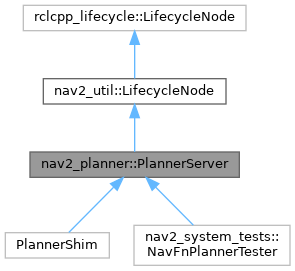 rclcpp_lifecycle::LifecycleNode
nav2_util::LifecycleNode
nav2_planner::PlannerServer
PlannerShim
nav2_system_tests::
NavFnPlannerTester